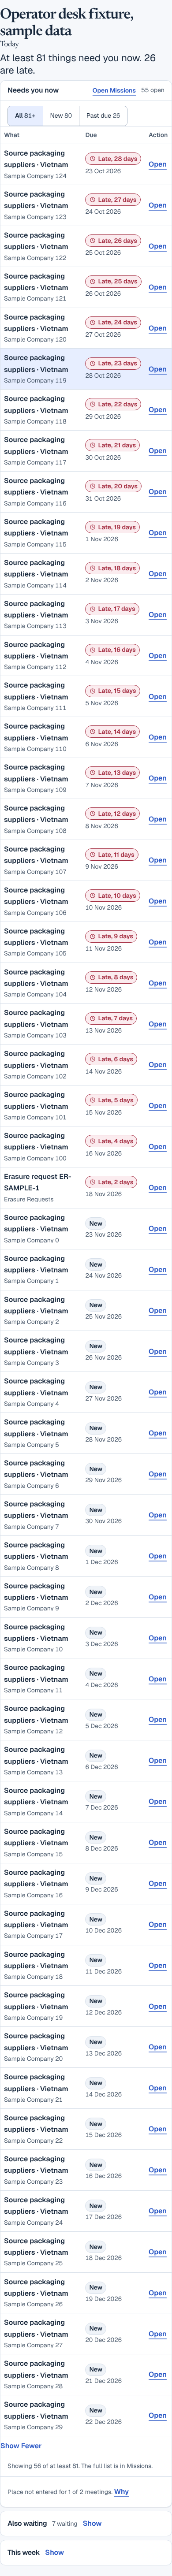 Operator desk fixture,
sample data
Today
At least 81 things need you now. 26
are late.
Needs you now Open Missions 55 open
All 81+ New 80 Past due 26
What Due Action
Source packaging
suppliers · Vietnam
Sample Company 124
Late, 28 days
23 Oct 2026
Open
Source packaging
suppliers · Vietnam
Sample Company 123
Late, 27 days
24 Oct 2026
Open
Source packaging
suppliers · Vietnam
Sample Company 122
Late, 26 days
25 Oct 2026
Open
Source packaging
suppliers · Vietnam
Sample Company 121
Late, 25 days
26 Oct 2026
Open
Source packaging
suppliers · Vietnam
Sample Company 120
Late, 24 days
27 Oct 2026
Open
Source packaging
suppliers · Vietnam
Sample Company 119
Late, 23 days
28 Oct 2026
Open
Source packaging
suppliers · Vietnam
Sample Company 118
Late, 22 days
29 Oct 2026
Open
Source packaging
suppliers · Vietnam
Sample Company 117
Late, 21 days
30 Oct 2026
Open
Source packaging
suppliers · Vietnam
Sample Company 116
Late, 20 days
31 Oct 2026
Open
Source packaging
suppliers · Vietnam
Sample Company 115
Late, 19 days
1 Nov 2026
Open
Source packaging
suppliers · Vietnam
Sample Company 114
Late, 18 days
2 Nov 2026
Open
Source packaging
suppliers · Vietnam
Sample Company 113
Late, 17 days
3 Nov 2026
Open
Source packaging
suppliers · Vietnam
Sample Company 112
Late, 16 days
4 Nov 2026
Open
Source packaging
suppliers · Vietnam
Sample Company 111
Late, 15 days
5 Nov 2026
Open
Source packaging
suppliers · Vietnam
Sample Company 110
Late, 14 days
6 Nov 2026
Open
Source packaging
suppliers · Vietnam
Sample Company 109
Late, 13 days
7 Nov 2026
Open
Source packaging
suppliers · Vietnam
Sample Company 108
Late, 12 days
8 Nov 2026
Open
Source packaging
suppliers · Vietnam
Sample Company 107
Late, 11 days
9 Nov 2026
Open
Source packaging
suppliers · Vietnam
Sample Company 106
Late, 10 days
10 Nov 2026
Open
Source packaging
suppliers · Vietnam
Sample Company 105
Late, 9 days
11 Nov 2026
Open
Source packaging
suppliers · Vietnam
Sample Company 104
Late, 8 days
12 Nov 2026
Open
Source packaging
suppliers · Vietnam
Sample Company 103
Late, 7 days
13 Nov 2026
Open
Source packaging
suppliers · Vietnam
Sample Company 102
Late, 6 days
14 Nov 2026
Open
Source packaging
suppliers · Vietnam
Sample Company 101
Late, 5 days
15 Nov 2026
Open
Source packaging
suppliers · Vietnam
Sample Company 100
Late, 4 days
16 Nov 2026
Open
Erasure request ER-
SAMPLE-1
Erasure Requests
Late, 2 days
18 Nov 2026
Open
Source packaging
suppliers · Vietnam
Sample Company 0
New
23 Nov 2026
Open
Source packaging
suppliers · Vietnam
Sample Company 1
New
24 Nov 2026
Open
Source packaging
suppliers · Vietnam
Sample Company 2
New
25 Nov 2026
Open
Source packaging
suppliers · Vietnam
Sample Company 3
New
26 Nov 2026
Open
Source packaging
suppliers · Vietnam
Sample Company 4
New
27 Nov 2026
Open
Source packaging
suppliers · Vietnam
Sample Company 5
New
28 Nov 2026
Open
Source packaging
suppliers · Vietnam
Sample Company 6
New
29 Nov 2026
Open
Source packaging
suppliers · Vietnam
Sample Company 7
New
30 Nov 2026
Open
Source packaging
suppliers · Vietnam
Sample Company 8
New
1 Dec 2026
Open
Source packaging
suppliers · Vietnam
Sample Company 9
New
2 Dec 2026
Open
Source packaging
suppliers · Vietnam
Sample Company 10
New
3 Dec 2026
Open
Source packaging
suppliers · Vietnam
Sample Company 11
New
4 Dec 2026
Open
Source packaging
suppliers · Vietnam
Sample Company 12
New
5 Dec 2026
Open
Source packaging
suppliers · Vietnam
Sample Company 13
New
6 Dec 2026
Open
Source packaging
suppliers · Vietnam
Sample Company 14
New
7 Dec 2026
Open
Source packaging
suppliers · Vietnam
Sample Company 15
New
8 Dec 2026
Open
Source packaging
suppliers · Vietnam
Sample Company 16
New
9 Dec 2026
Open
Source packaging
suppliers · Vietnam
Sample Company 17
New
10 Dec 2026
Open
Source packaging
suppliers · Vietnam
Sample Company 18
New
11 Dec 2026
Open
Source packaging
suppliers · Vietnam
Sample Company 19
New
12 Dec 2026
Open
Source packaging
suppliers · Vietnam
Sample Company 20
New
13 Dec 2026
Open
Source packaging
suppliers · Vietnam
Sample Company 21
New
14 Dec 2026
Open
Source packaging
suppliers · Vietnam
Sample Company 22
New
15 Dec 2026
Open
Source packaging
suppliers · Vietnam
Sample Company 23
New
16 Dec 2026
Open
Source packaging
suppliers · Vietnam
Sample Company 24
New
17 Dec 2026
Open
Source packaging
suppliers · Vietnam
Sample Company 25
New
18 Dec 2026
Open
Source packaging
suppliers · Vietnam
Sample Company 26
New
19 Dec 2026
Open
Source packaging
suppliers · Vietnam
Sample Company 27
New
20 Dec 2026
Open
Source packaging
suppliers · Vietnam
Sample Company 28
New
21 Dec 2026
Open
Source packaging
suppliers · Vietnam
Sample Company 29
New
22 Dec 2026
Open
Show Fewer
Showing 56 of at least 81. The full list is in Missions.
Place not entered for 1 of 2 meetings. Why
Also waiting 7 waiting Show
This week Show